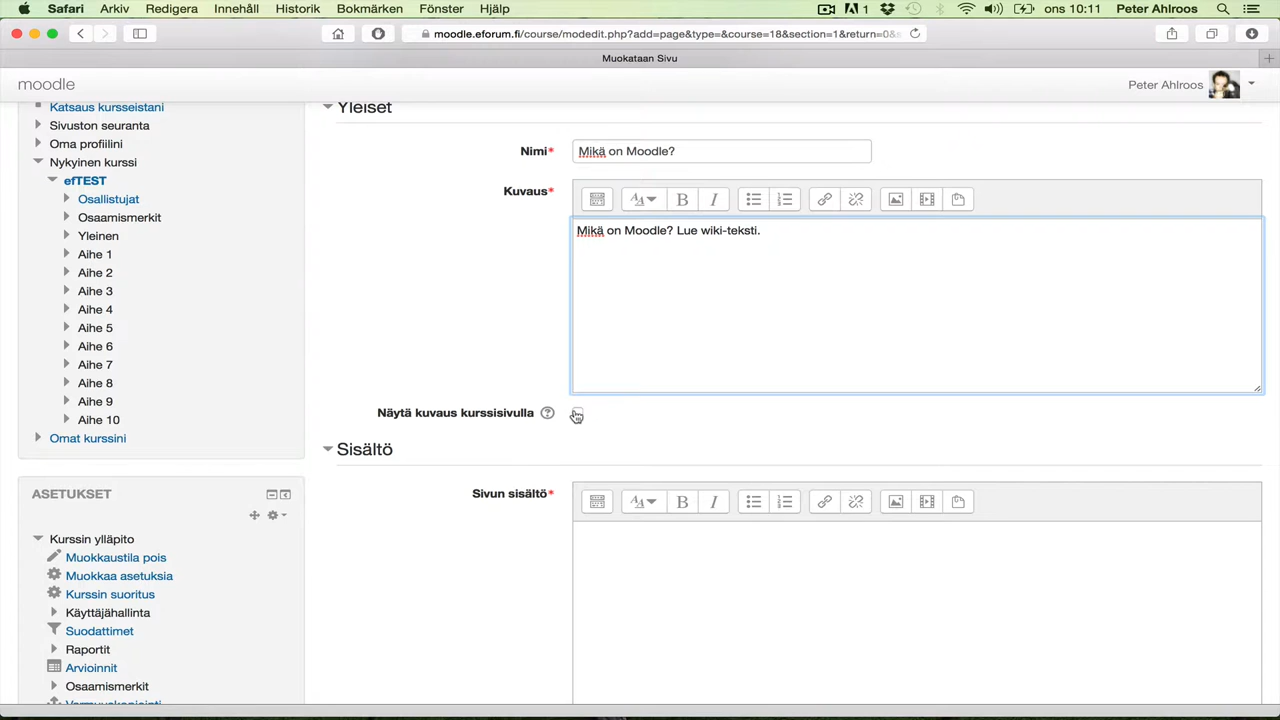 Safari Arkiv Redigera Innehåll Historik Bokmärken Fönster Hjälp 1 ons 10:11 Peter Ahlroos
moodle.eforum.fi/course/modedit.php?add=page&type=&course=18&section=1&return=0&s
Muokataan Sivu
moodle
Peter Ahlroos
Katsaus kursseistani
Sivuston seuranta
Oma profiilini
Nykyinen kurssi
efTEST
Osallistujat
Osaamismerkit
Yleinen
Aihe 1
Aihe 2
Aihe 3
Aihe 4
Aihe 5
Aihe 6
Aihe 7
Aihe 8
Aihe 9
Aihe 10
Omat kurssini
ASETUKSET
Kurssin ylläpito
Muokkaustila pois
Muokkaa asetuksia
Kurssin suoritus
Käyttäjähallinta
Suodattimet
Raportit
Arvioinnit
Osaamismerkit
Varmuuskopiointi
Yleiset
Nimi*
Mikä on Moodle?
Kuvaus*
B I
Mikä on Moodle? Lue wiki-teksti.
Näytä kuvaus kurssisivulla ?
Sisältö
Sivun sisältö*
B I